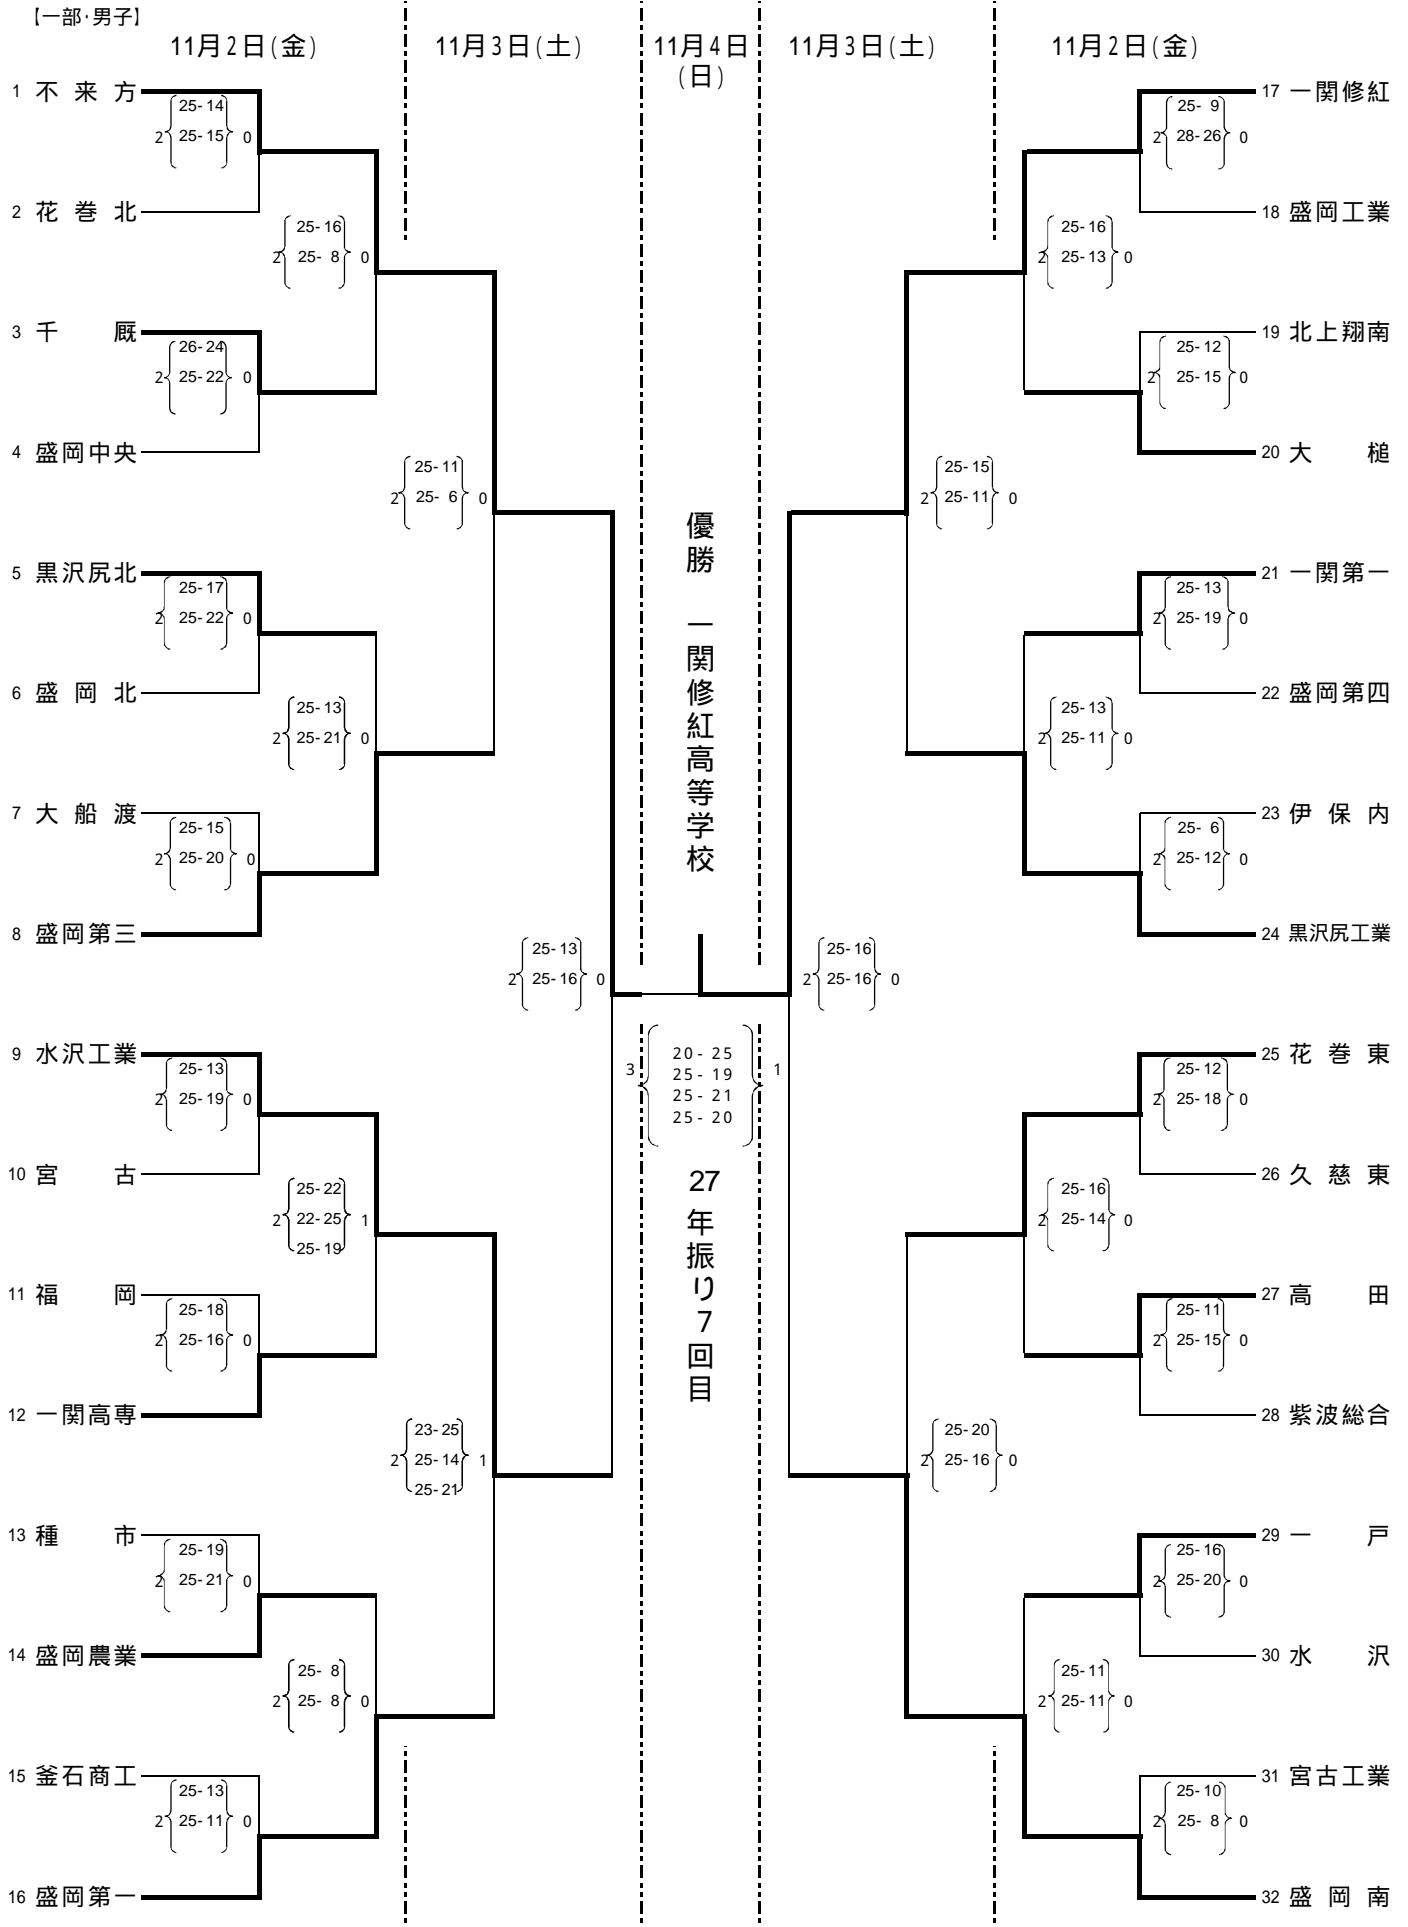 【一部・男子】
11月2日(金)
11月3日(土)
11月4日
(日)
11月3日(土)
11月2日(金)
1 不来方
25-14
2 25-15 0
2 花巻北
25-16
2 25-8 0
3 千厩
26-24
2 25-22 0
4 盛岡中央
25-11
2 25-6 0
5 黒沢尻北
25-17
2 25-22 0
6 盛岡北
25-13
2 25-21 0
7 大船渡
25-15
2 25-20 0
8 盛岡第三
25-13
2 25-16 0
9 水沢工業
25-13
2 25-19 0
10 宮古
25-22
2 22-25 1
25-19
11 福岡
25-18
2 25-16 0
12 一関高専
23-25
2 25-14 1
25-21
13 種市
25-19
2 25-21 0
14 盛岡農業
25-8
2 25-8 0
15 釜石商工
25-13
2 25-11 0
16 盛岡第一
優勝 一関修紅高等学校
20-25
3 25-19 1
25-21
25-20
27年振り7回目
17 一関修紅
25-9
2 28-26 0
18 盛岡工業
25-16
2 25-13 0
19 北上翔南
25-12
2 25-15 0
20 大槌
25-15
2 25-11 0
21 一関第一
25-13
2 25-19 0
22 盛岡第四
25-13
2 25-11 0
23 伊保内
25-6
2 25-12 0
24 黒沢尻工業
25-16
2 25-16 0
25 花巻東
25-12
2 25-18 0
26 久慈東
25-16
2 25-14 0
27 高田
25-11
2 25-15 0
28 紫波総合
25-20
2 25-16 0
29 一戸
25-16
2 25-20 0
30 水沢
25-11
2 25-11 0
31 宮古工業
25-10
2 25-8 0
32 盛岡南